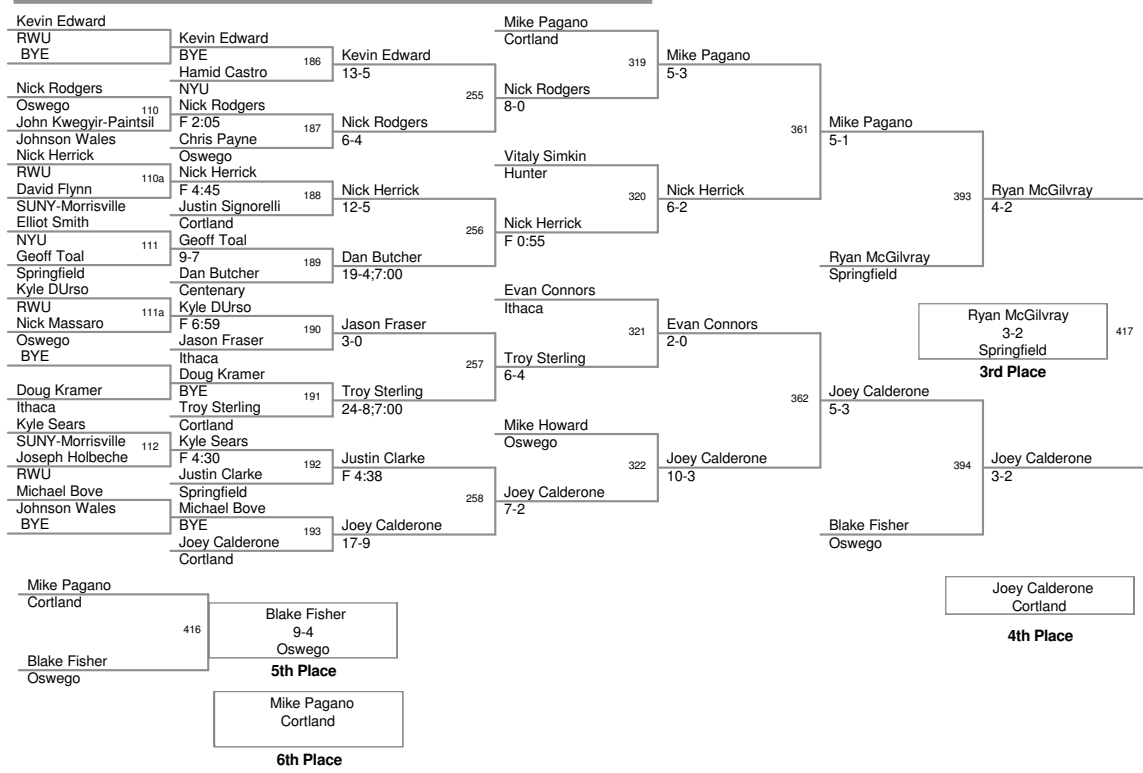 Kevin Edward
RWU
BYE
Nick Rodgers
Oswego
110
John Kwegyir-Paintsil
Johnson Wales
Nick Herrick
RWU
110a
David Flynn
SUNY-Morrisville
Elliot Smith
NYU
111
Geoff Toal
Springfield
Kyle DUrso
RWU
111a
Nick Massaro
Oswego
BYE
Doug Kramer
Ithaca
Kyle Sears
SUNY-Morrisville
112
Joseph Holbeche
RWU
Michael Bove
Johnson Wales
BYE
Kevin Edward
BYE
186
Hamid Castro
NYU
Nick Rodgers
F 2:05
187
Chris Payne
Oswego
Nick Herrick
F 4:45
188
Justin Signorelli
Cortland
Geoff Toal
9-7
189
Dan Butcher
Centenary
Kyle DUrso
F 6:59
190
Jason Fraser
Ithaca
Doug Kramer
BYE
191
Troy Sterling
Cortland
Kyle Sears
F 4:30
192
Justin Clarke
Springfield
Michael Bove
BYE
193
Joey Calderone
Cortland
Kevin Edward
13-5
255
Nick Rodgers
6-4
Nick Herrick
12-5
256
Dan Butcher
19-4;7:00
Jason Fraser
3-0
257
Troy Sterling
24-8;7:00
Justin Clarke
F 4:38
258
Joey Calderone
17-9
Mike Pagano
Cortland
319
Nick Rodgers
8-0
Vitaly Simkin
Hunter
320
Nick Herrick
F 0:55
Evan Connors
Ithaca
321
Troy Sterling
6-4
Mike Howard
Oswego
322
Joey Calderone
7-2
Mike Pagano
5-3
361
Nick Herrick
6-2
Evan Connors
2-0
362
Joey Calderone
10-3
Mike Pagano
5-1
393
Ryan McGilvray
Springfield
Joey Calderone
5-3
394
Blake Fisher
Oswego
Ryan McGilvray
4-2
Ryan McGilvray
3-2
Springfield
417
3rd Place
Joey Calderone
3-2
Joey Calderone
Cortland
4th Place
Mike Pagano
Cortland
416
Blake Fisher
Oswego
Blake Fisher
9-4
Oswego
5th Place
Mike Pagano
Cortland
6th Place